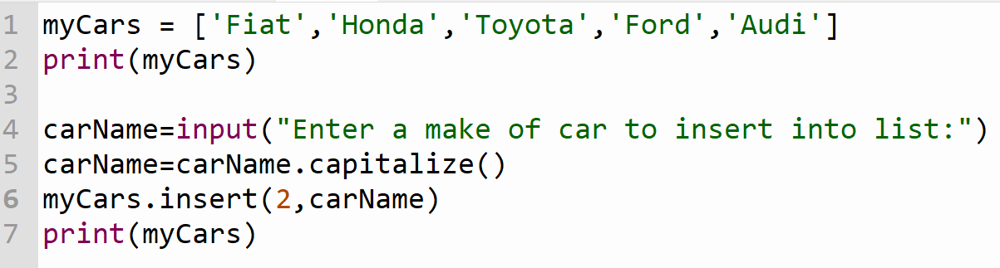 1 myCars = ['Fiat','Honda','Toyota','Ford','Audi']
2 print(myCars)
3
4 carName=input("Enter a make of car to insert into list:")
5 carName=carName.capitalize()
6 myCars.insert(2,carName)
7 print(myCars)